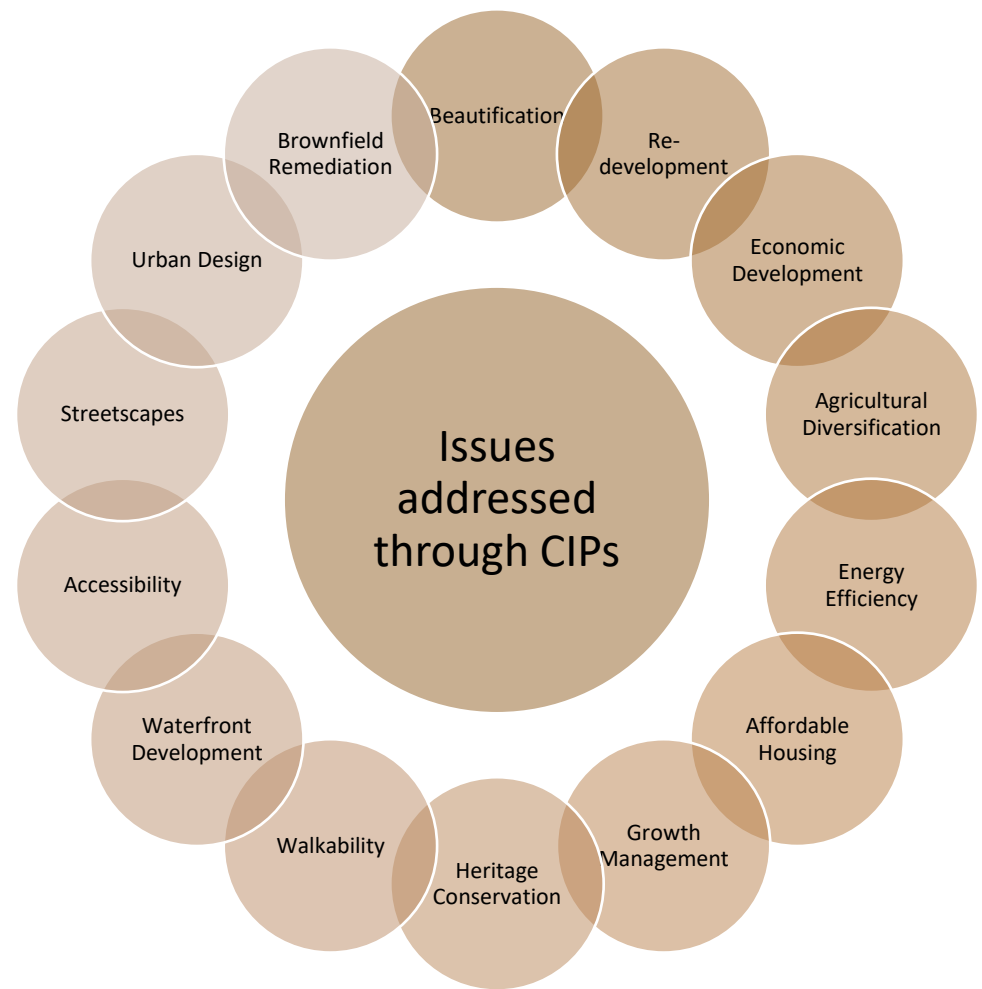 Beautification
Re-
development
Economic
Development
Agricultural
Diversification
Energy
Efficiency
Affordable
Housing
Growth
Management
Heritage
Conservation
Walkability
Waterfront
Development
Accessibility
Streetscapes
Urban Design
Brownfield
Remediation
Issues
addressed
through CIPs